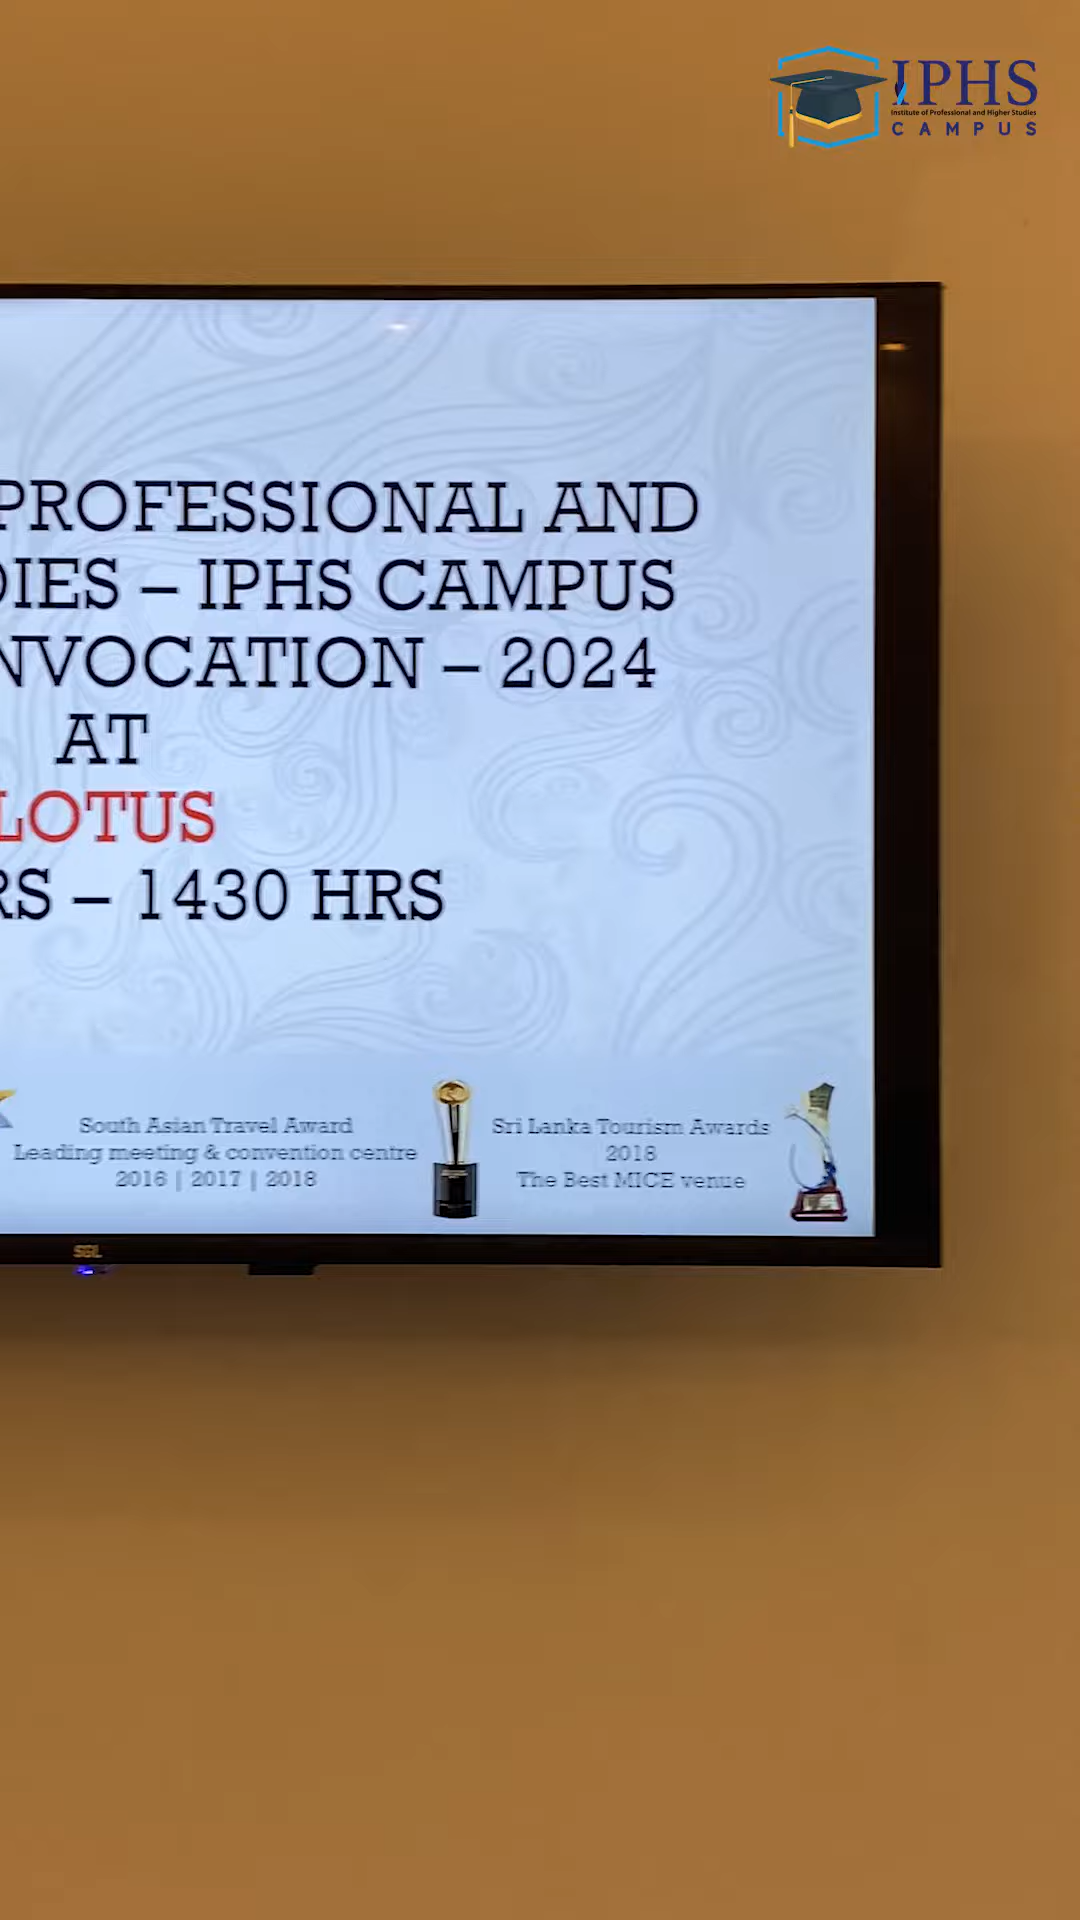 IPHS
Institute of Professional and Higher Studies
CAMPUS
PROFESSIONAL AND
DIES – IPHS CAMPUS
NVOCATION – 2024
AT
LOTUS
RS – 1430 HRS
South Asian Travel Award
Leading meeting & convention centre
2016 | 2017 | 2018
Sri Lanka Tourism Awards
2018
The Best MICE venue
SGL